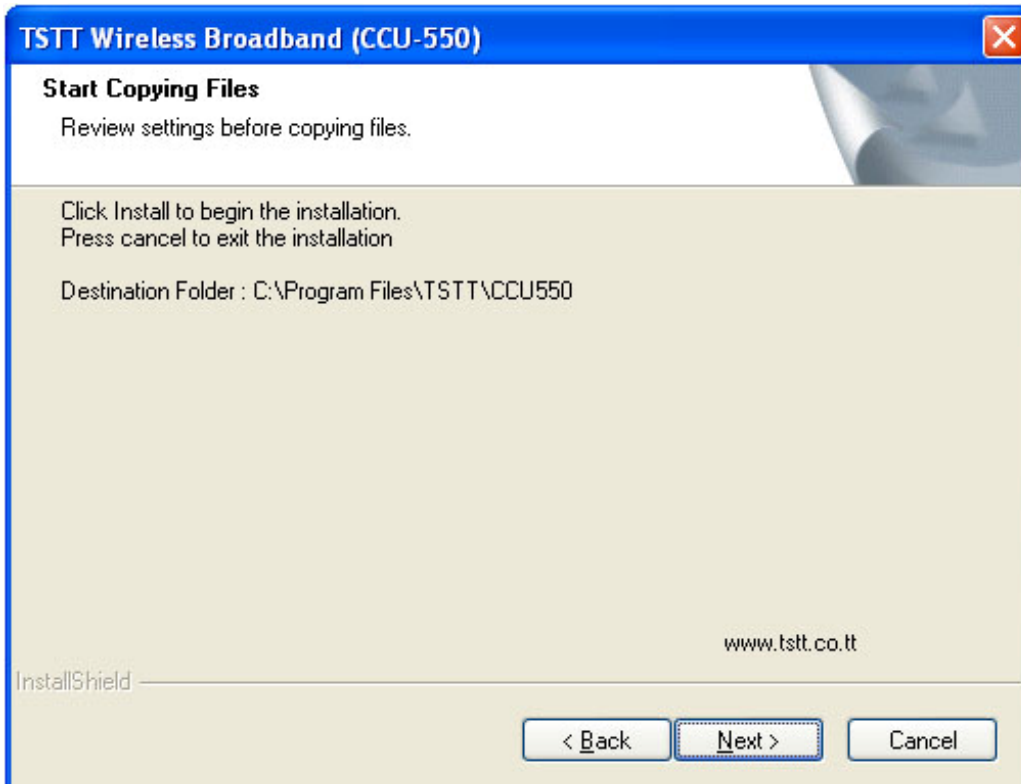 TSTT Wireless Broadband (CCU-550)
Start Copying Files
Review settings before copying files.
Click Install to begin the installation.
Press cancel to exit the installation
Destination Folder : C:\Program Files\TSTT\CCU550
www.tstt.co.tt
InstallShield
< Back Next > Cancel